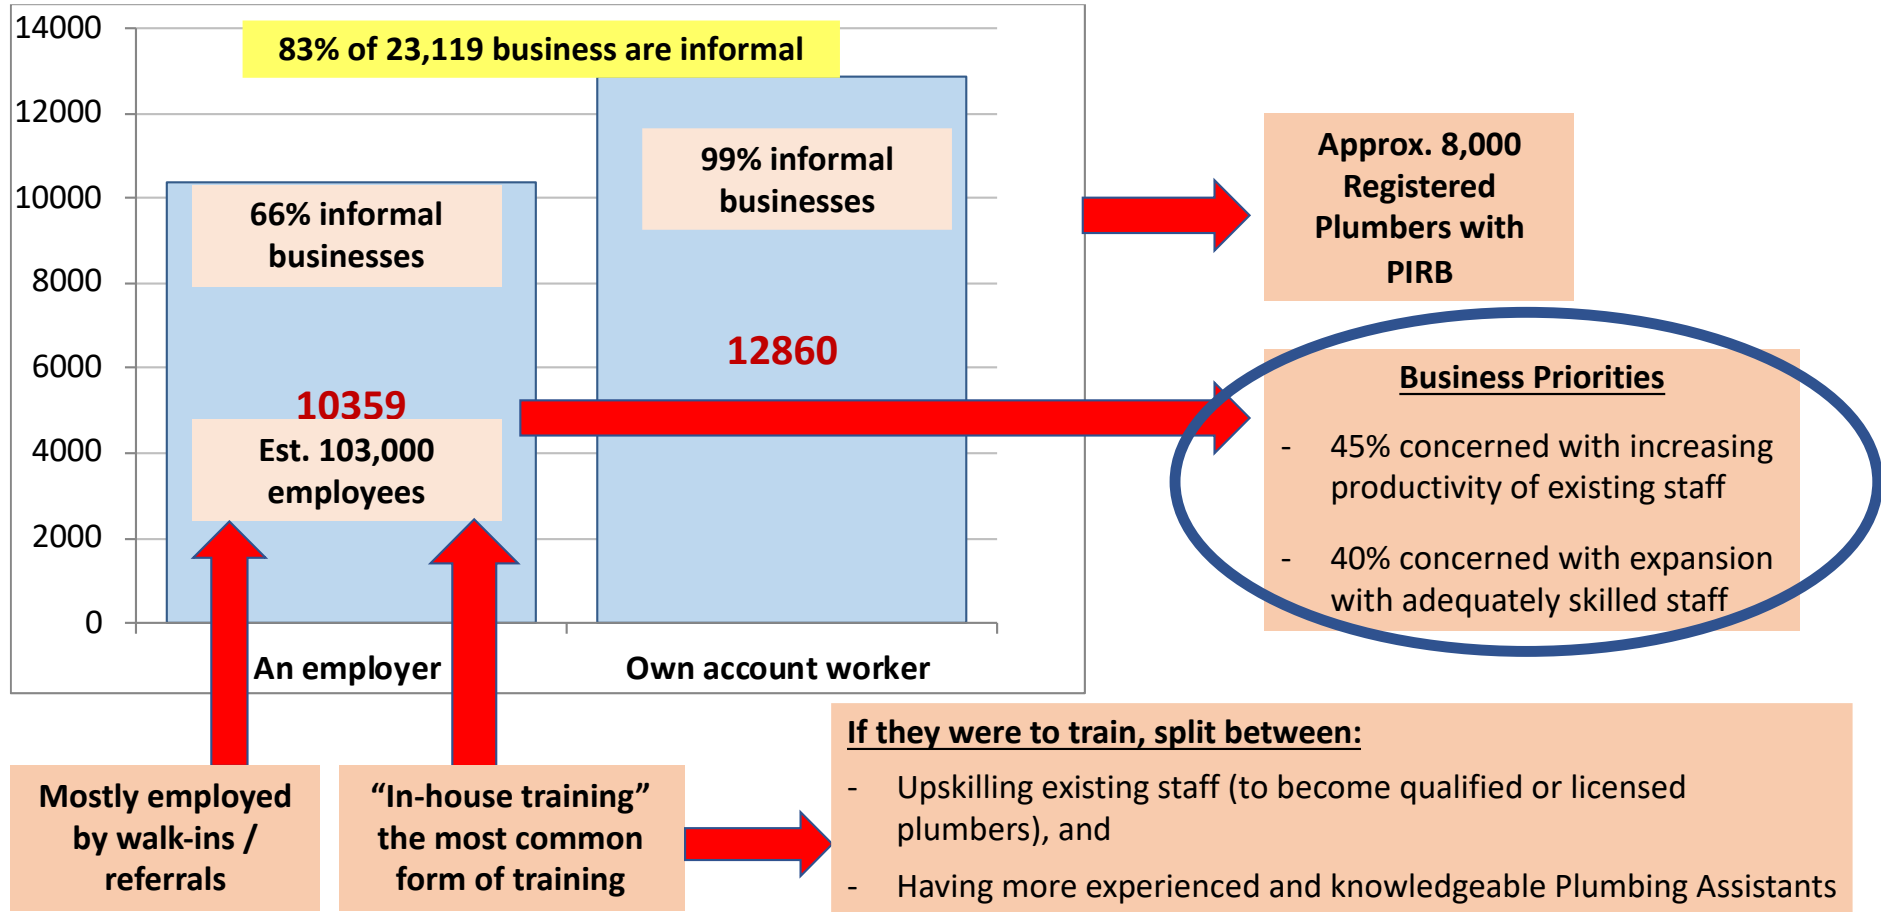 14000
12000
10000
8000
6000
4000
2000
0
83% of 23,119 business are informal
66% informal
businesses
10359
Est. 103,000
employees
99% informal
businesses
12860
An employer
Own account worker
Approx. 8,000
Registered
Plumbers with
PIRB
Business Priorities
- 45% concerned with increasing
productivity of existing staff
- 40% concerned with expansion
with adequately skilled staff
Mostly employed
by walk-ins /
referrals
“In-house training”
the most common
form of training
If they were to train, split between:
- Upskilling existing staff (to become qualified or licensed
plumbers), and
- Having more experienced and knowledgeable Plumbing Assistants